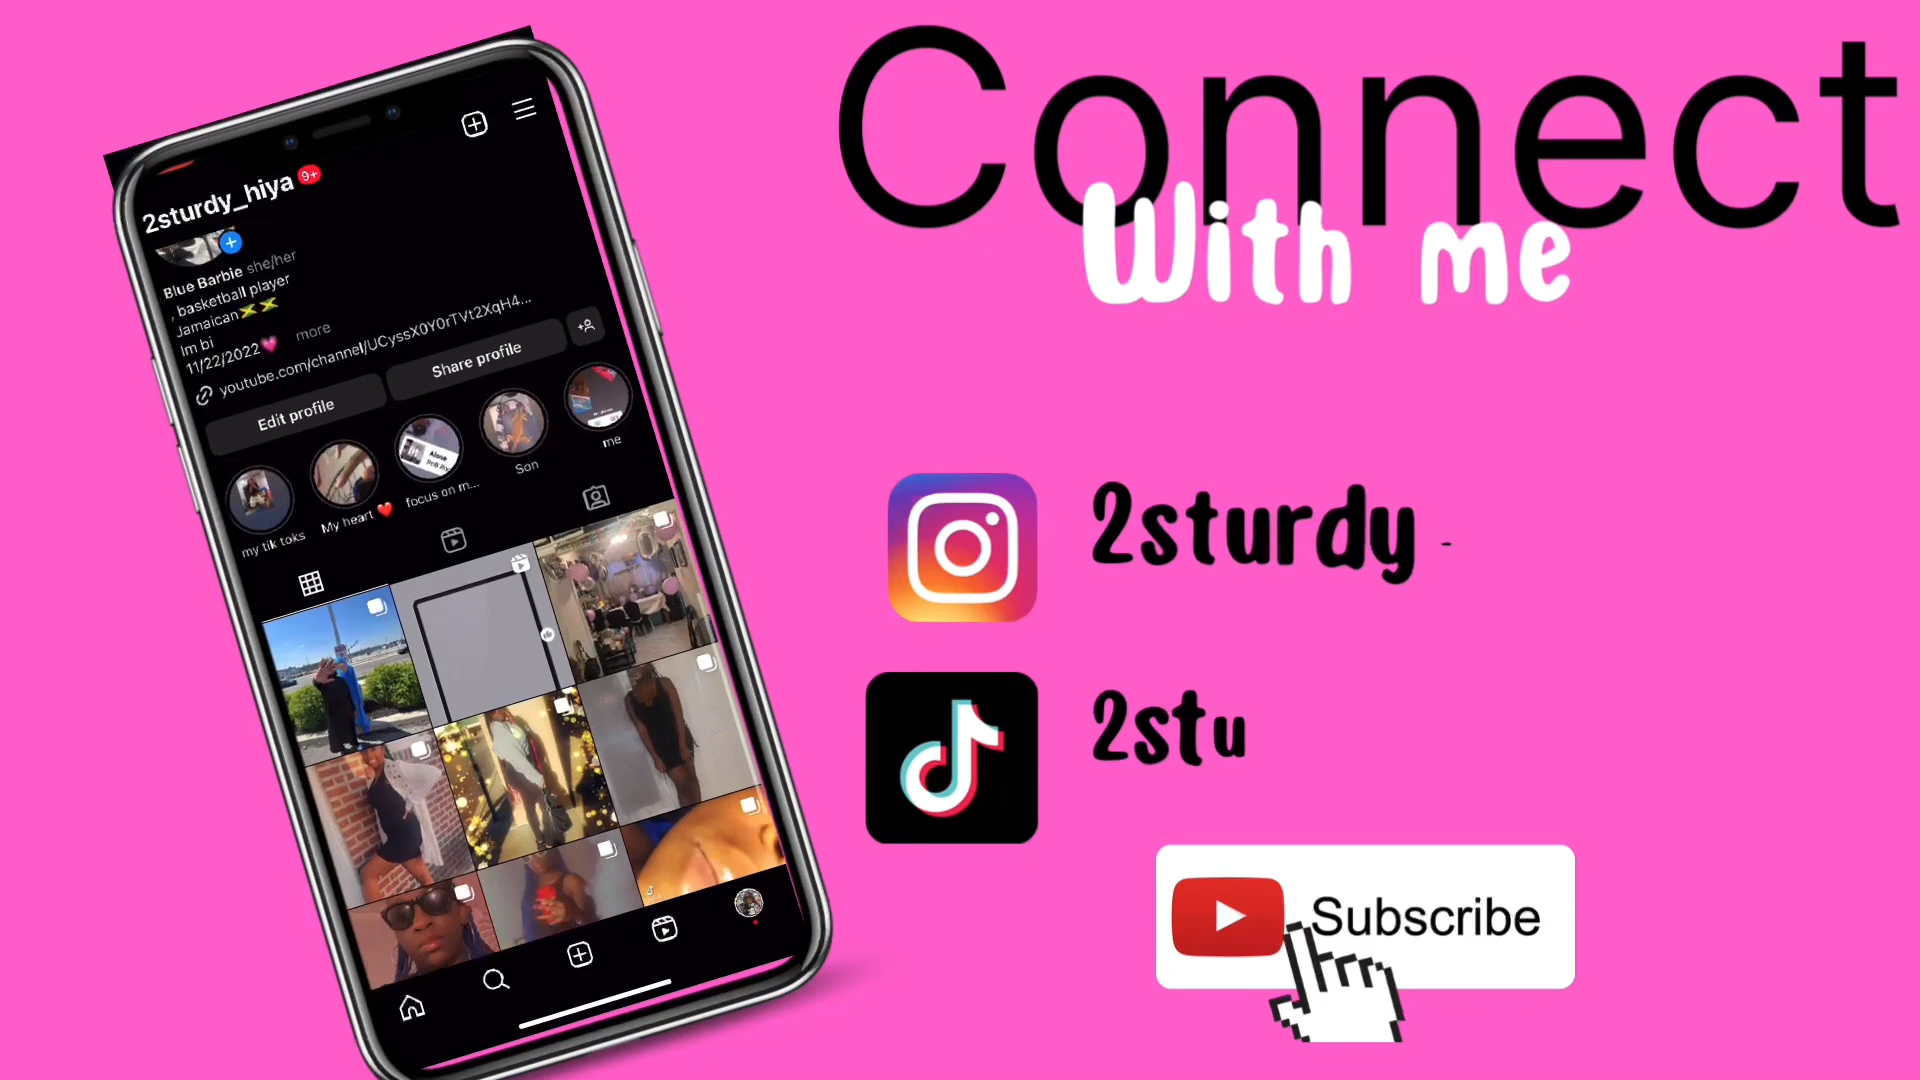 Connect
With me
2sturdy_hiya 9+
Blue Barbie she/her
, basketball player
Jamaican
Im bi
11/22/2022 more
youtube.com/channel/UCyssX0Y0rTVt2XqH4...
Edit profile
Share profile
my tik toks
My heart
focus on m...
Son
me
Alone
2sturdy -
2stu
Subscribe